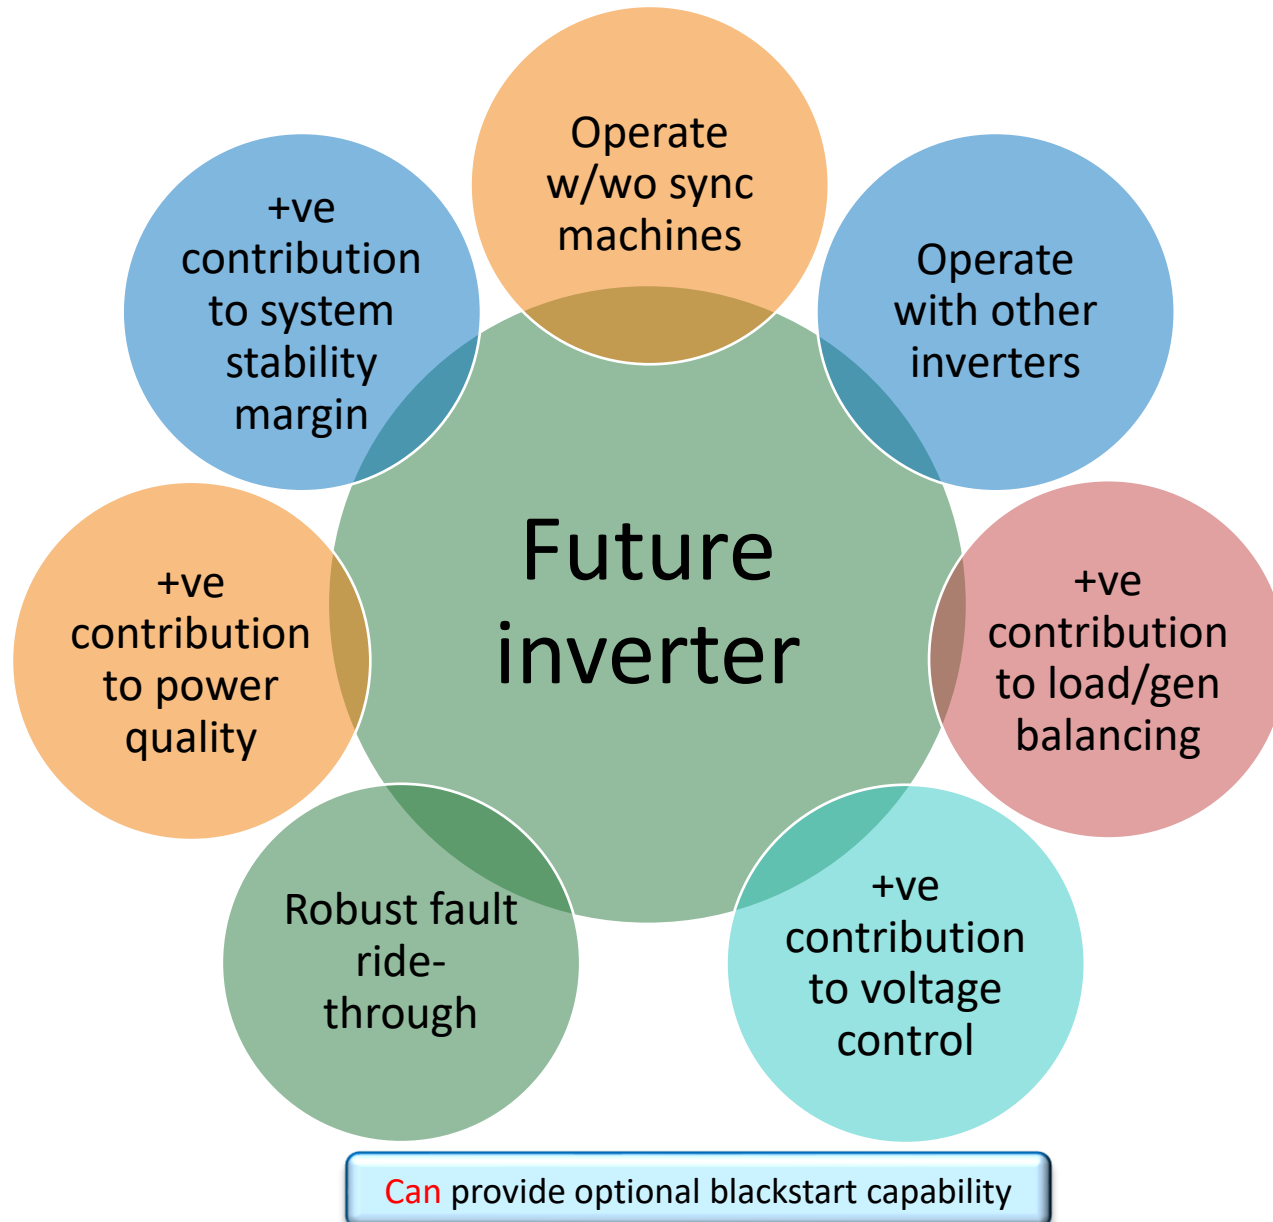 Operate
w/wo sync
machines
Operate
with other
inverters
+ve
contribution
to load/gen
balancing
+ve
contribution
to voltage
control
Robust fault
ride-
through
+ve
contribution
to power
quality
+ve
contribution
to system
stability
margin
Future
inverter
Can provide optional blackstart capability